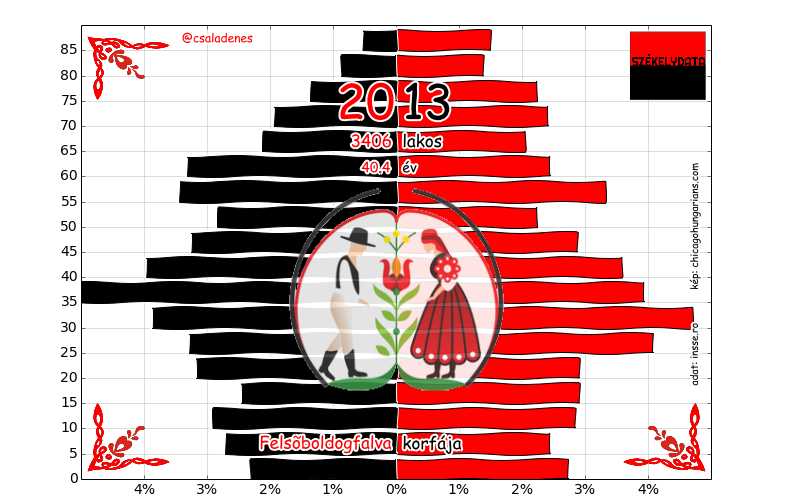 @csaladenes
SZÉKELYDATA
2013
3406 lakos
40.4 év
kép: chicagohungarians.com
adat: insse.ro
Felsőboldogfalva korfája
85
80
75
70
65
60
55
50
45
40
35
30
25
20
15
10
5
0
4% 3% 2% 1% 0% 1% 2% 3% 4%